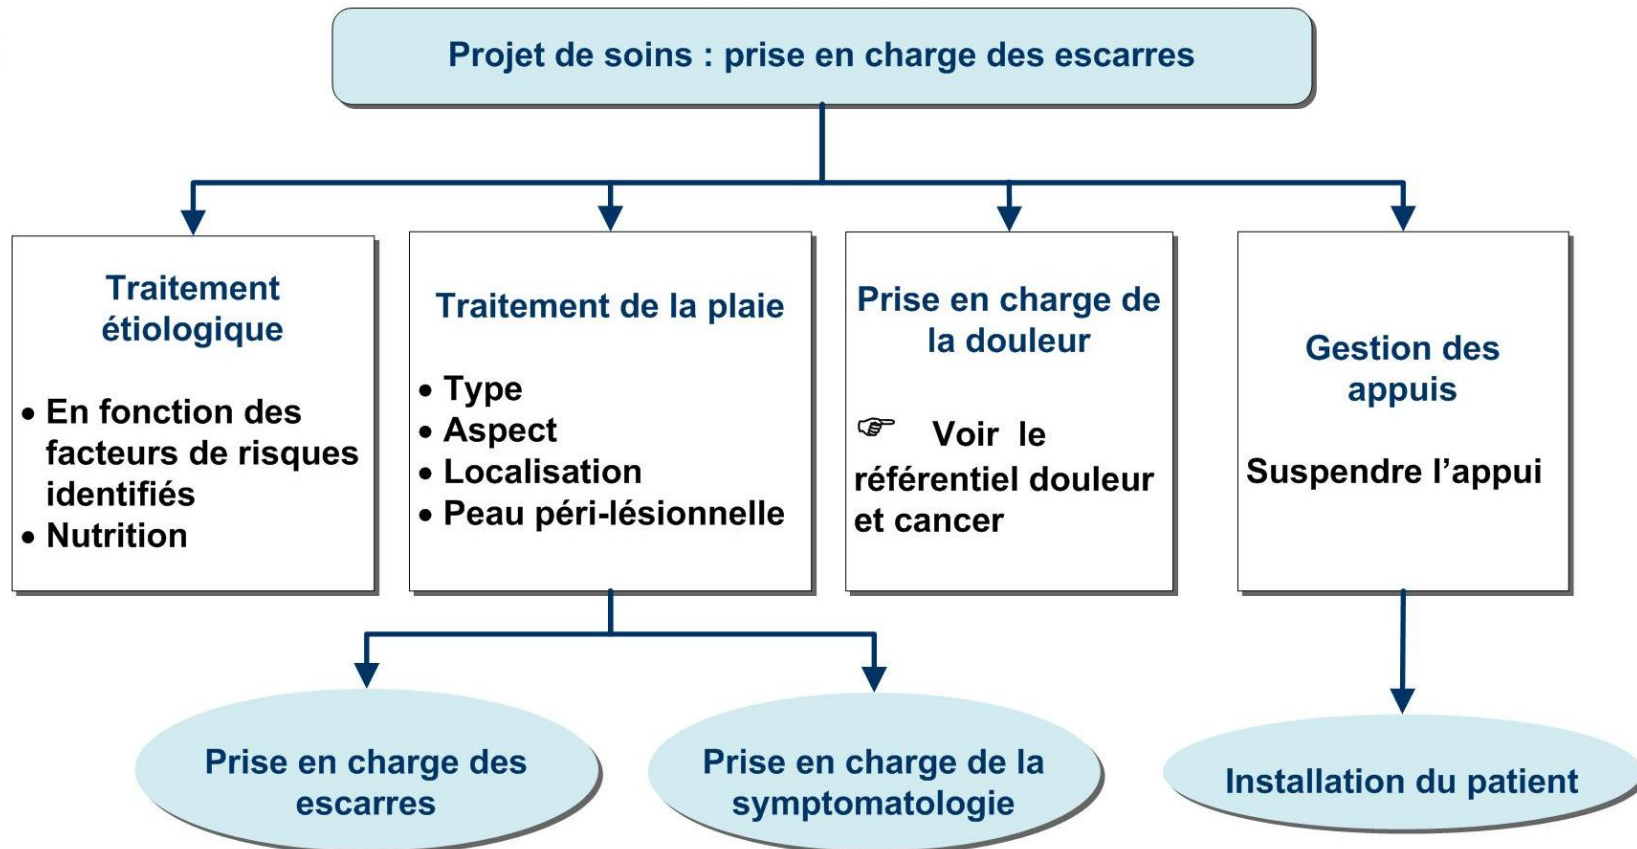 Projet de soins : prise en charge des escarres
Traitement
étiologique
• En fonction des
facteurs de risques
identifiés
• Nutrition
Traitement de la plaie
• Type
• Aspect
• Localisation
• Peau péri-lésionnelle
Prise en charge de
la douleur
☞ Voir le
référentiel douleur
et cancer
Gestion des
appuis
Suspendre l’appui
Prise en charge des
escarres
Prise en charge de la
symptomatologie
Installation du patient